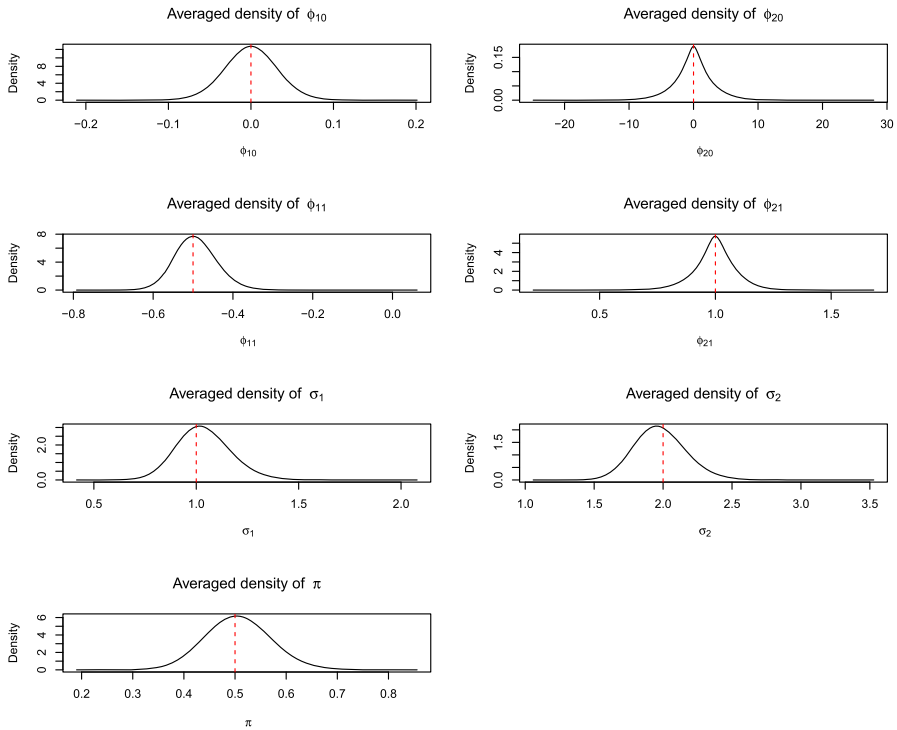 Averaged density of ϕ10
Density
0 4 8
−0.2 −0.1 0.0 0.1 0.2
ϕ10
Averaged density of ϕ20
Density
0.00 0.15
−20 −10 0 10 20 30
ϕ20
Averaged density of ϕ11
Density
0 4 8
−0.8 −0.6 −0.4 −0.2 0.0
ϕ11
Averaged density of ϕ21
Density
0 2 4
0.5 1.0 1.5
ϕ21
Averaged density of σ1
Density
0.0 2.0
0.5 1.0 1.5 2.0
σ1
Averaged density of σ2
Density
0.0 1.5
1.0 1.5 2.0 2.5 3.0 3.5
σ2
Averaged density of π
Density
0 2 4 6
0.2 0.3 0.4 0.5 0.6 0.7 0.8
π